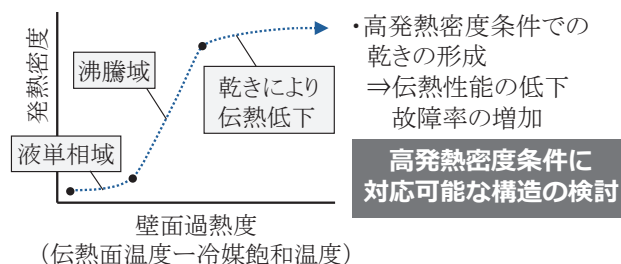 発熱密度
液単相域
沸騰域
乾きにより
伝熱低下
壁面過熱度
（伝熱面温度ー冷媒飽和温度）
・高発熱密度条件での
乾きの形成
⇒伝熱性能の低下
故障率の増加
高発熱密度条件に
対応可能な構造の検討